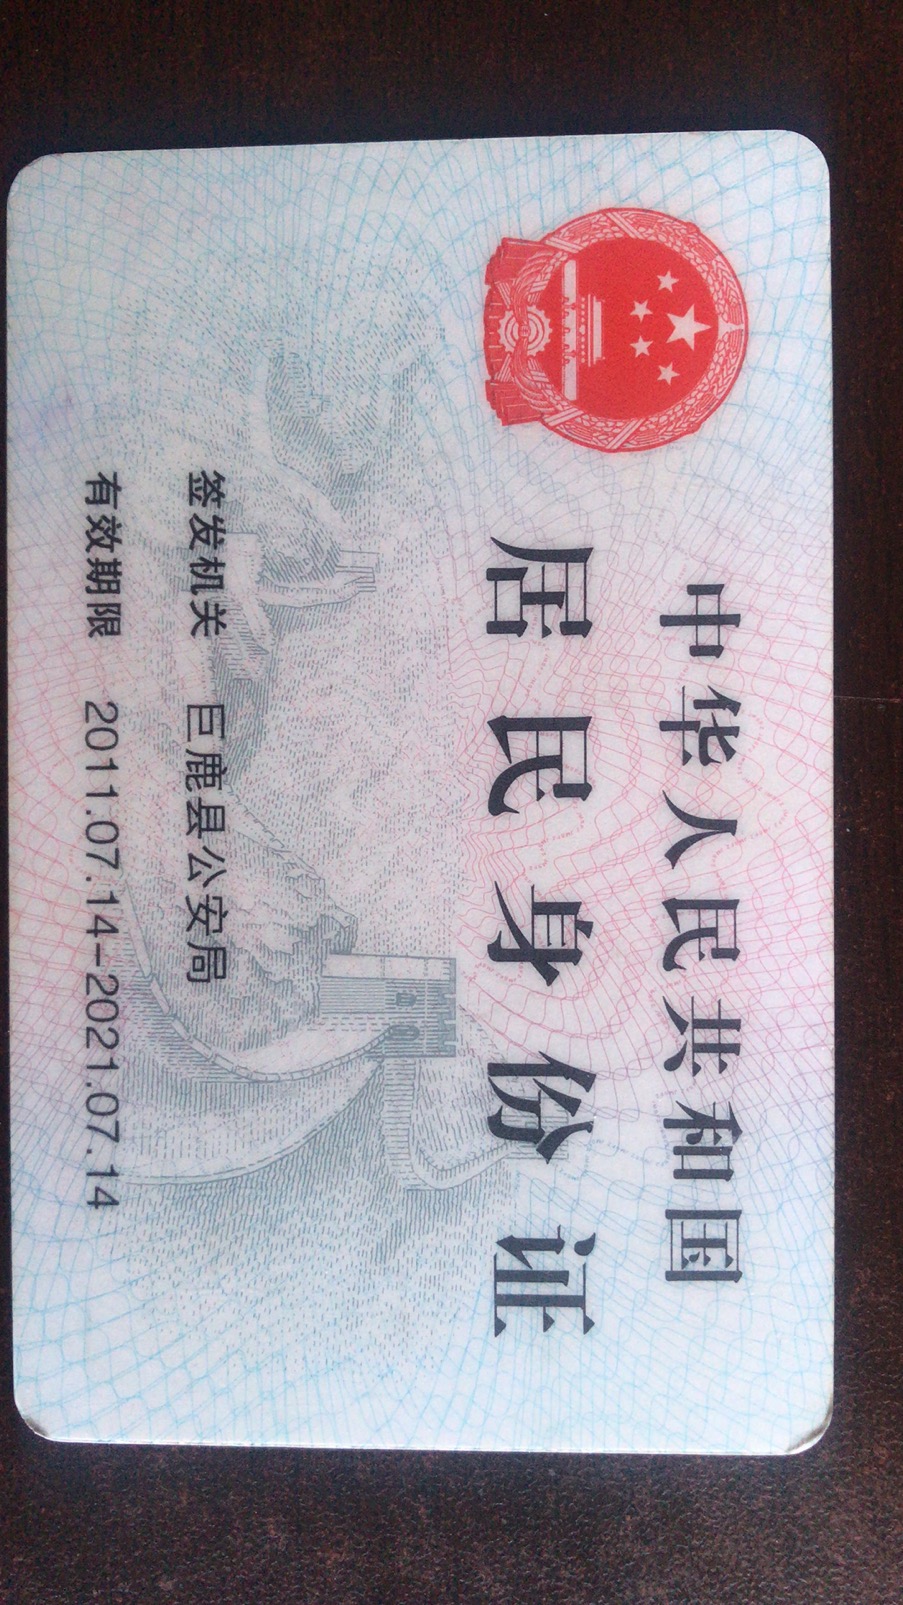 中华人民共和国
居民身份证
签发机关 巨鹿县公安局
有效期限 2011.07.14-2021.07.14